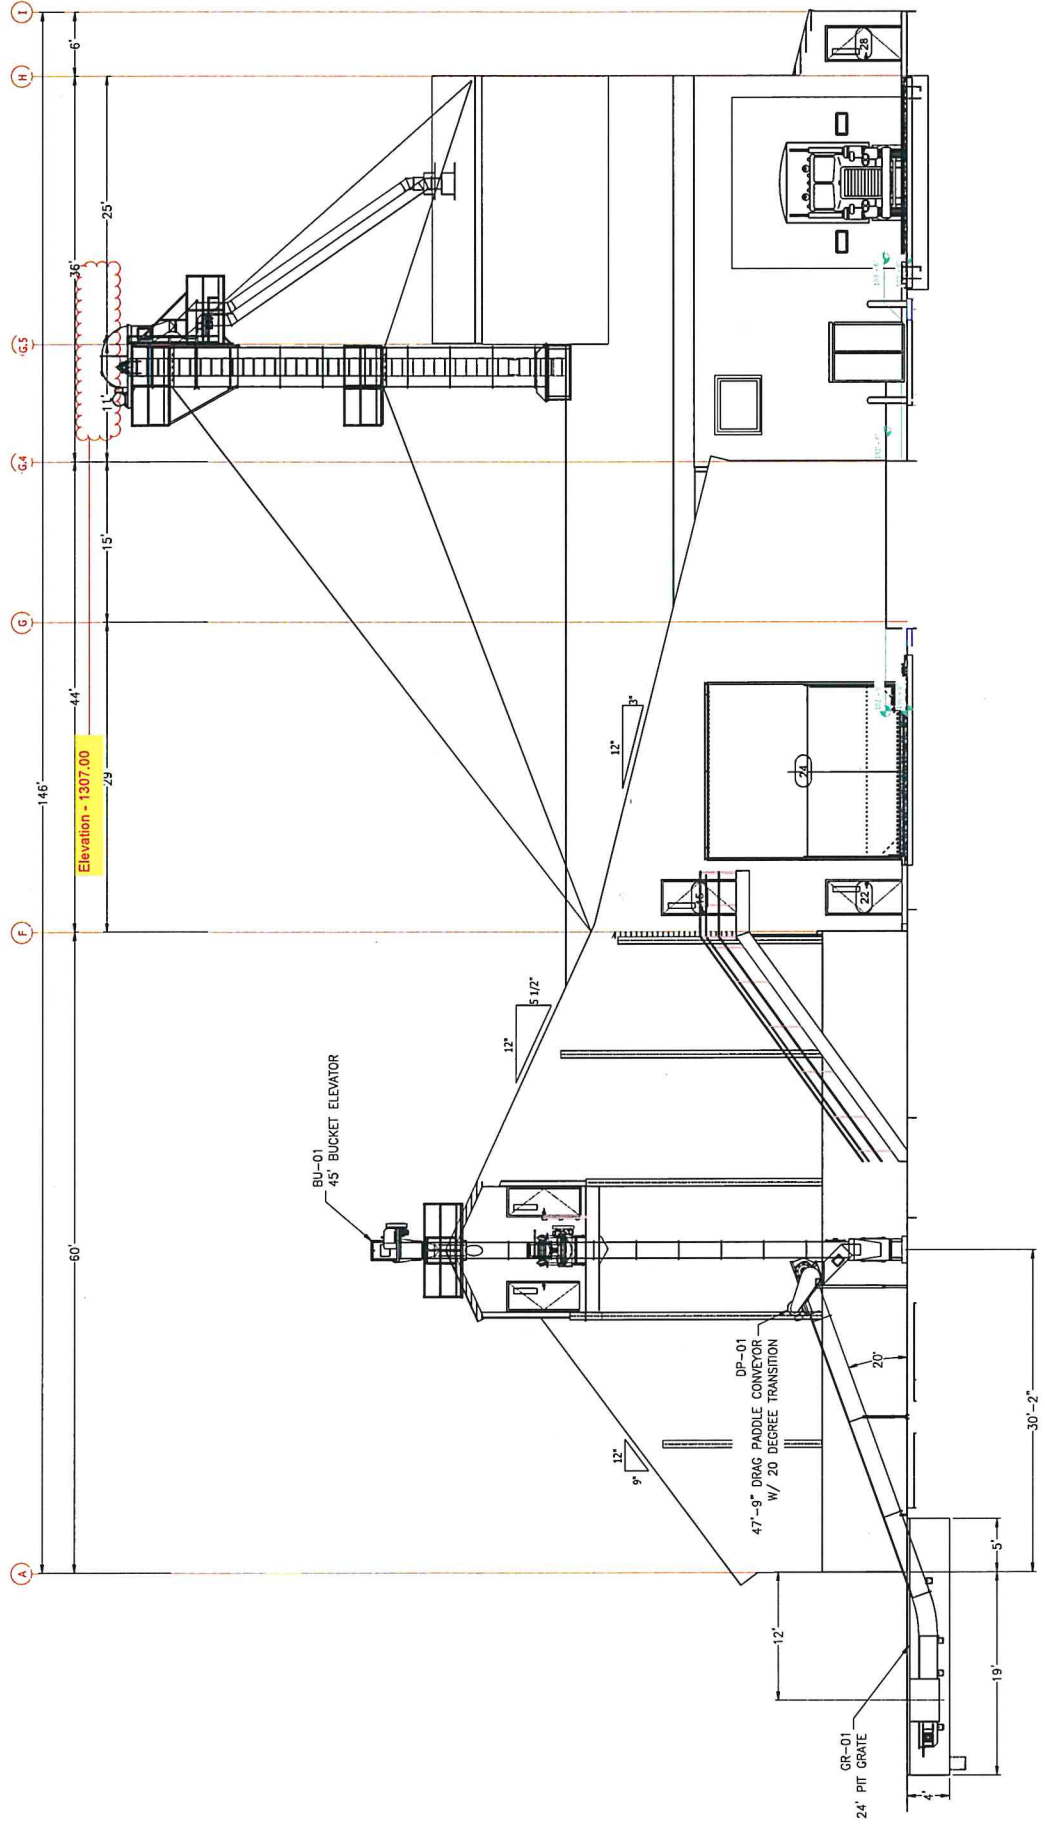 A
F
G
G.4
G.5
H
I
146'
60'
44'
36'
6'
29'
15'
11'
25'
Elevation - 1307.00
BU-01
45' BUCKET ELEVATOR
12"
5 1/2"
12"
3"
12"
9"
DP-01
47'-9" DRAG PADDLE CONVEYOR
W/ 20 DEGREE TRANSITION
20°
22
24
28
12'
GR-01
24' PIT GRATE
19'
5'
30'-2"
4'